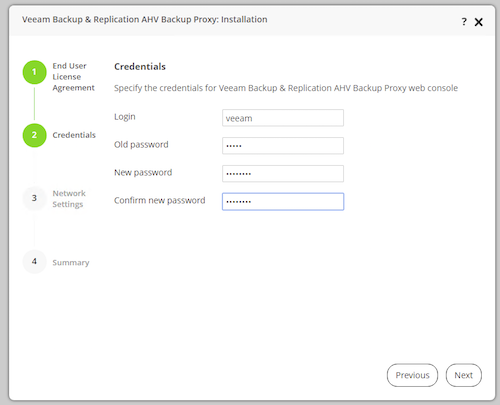 Veeam Backup & Replication AHV Backup Proxy: Installation
? ✕
1 End User
License
Agreement
2 Credentials
3 Network
Settings
4 Summary
Credentials
Specify the credentials for Veeam Backup & Replication AHV Backup Proxy web console
Login veeam
Old password •••••
New password ••••••••
Confirm new password ••••••••
Previous Next